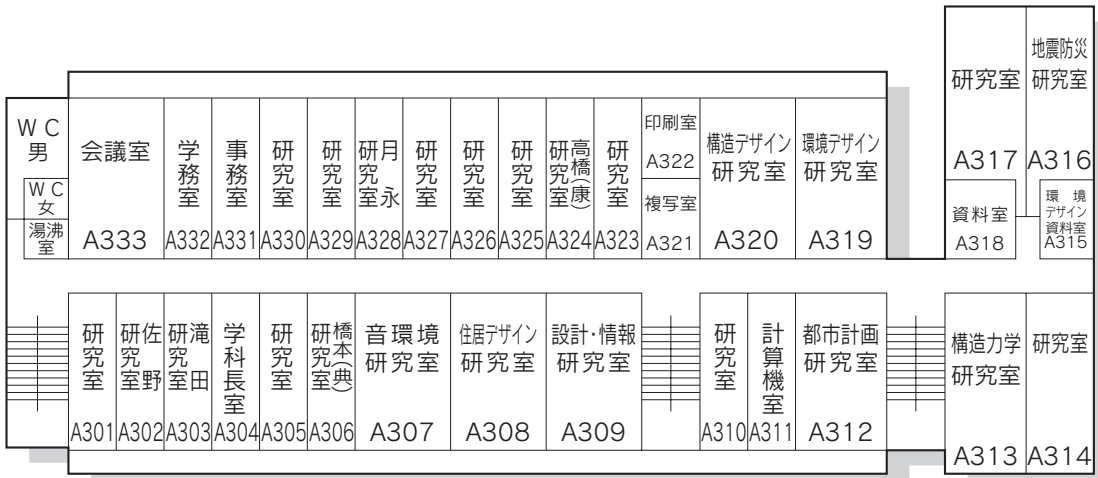 WC
男
WC
女
湯沸
室
会議室
A333
学務室
A332
事務室
A331
研究室
A330
研究室
A329
月永
研究室
A328
研究室
A327
研究室
A326
研究室
A325
高橋(康)
研究室
A324
研究室
A323
印刷室
A322
複写室
A321
構造デザイン
研究室
A320
環境デザイン
研究室
A319
研究室
A317
地震防災
研究室
A316
資料室
A318
環境
デザイン
資料室
A315
研究室
A301
佐野
研究室
A302
滝田
研究室
A303
学科長室
A304
研究室
A305
橋本(典)
研究室
A306
音環境
研究室
A307
住居デザイン
研究室
A308
設計・情報
研究室
A309
研究室
A310
計算機室
A311
都市計画
研究室
A312
構造力学
研究室
A313
研究室
A314